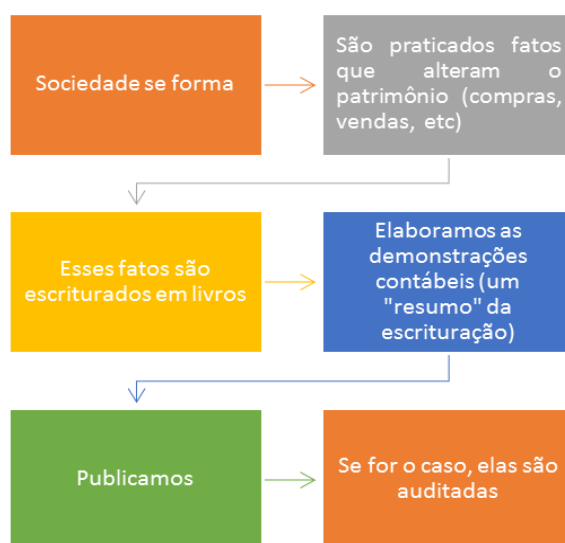 Sociedade se forma
São praticados fatos
que alteram o
patrimônio (compras,
vendas, etc)
Esses fatos são
escriturados em livros
Elaboramos as
demonstrações
contábeis (um
"resumo" da
escrituração)
Publicamos
Se for o caso, elas são
auditadas